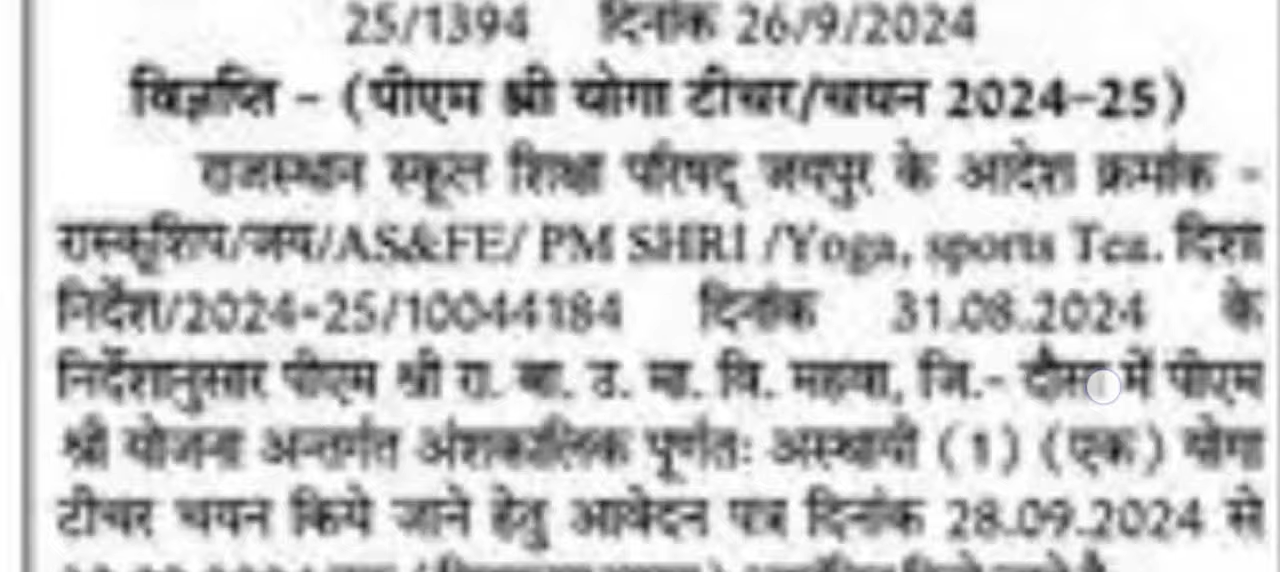 25/1394 दिनांक 26/9/2024
विज्ञप्ति - (पीएम श्री योगा टीचर/चयन 2024-25)
राजस्थान स्कूल शिक्षा परिषद् जयपुर के आदेश क्रमांक -
रास्कूशिप/जय/AS&FE/ PM SHRI /Yoga, sports Tea. दिशा
निर्देश/2024-25/10044184 दिनांक 31.08.2024 के
निर्देशानुसार पीएम श्री रा. बा. उ. मा. वि. महवा, जि.- दौसा में पीएम
श्री योजना अन्तर्गत अंशकालिक पूर्णतः अस्थायी (1) (एक) योगा
टीचर चयन किये जाने हेतु आवेदन पत्र दिनांक 28.09.2024 से